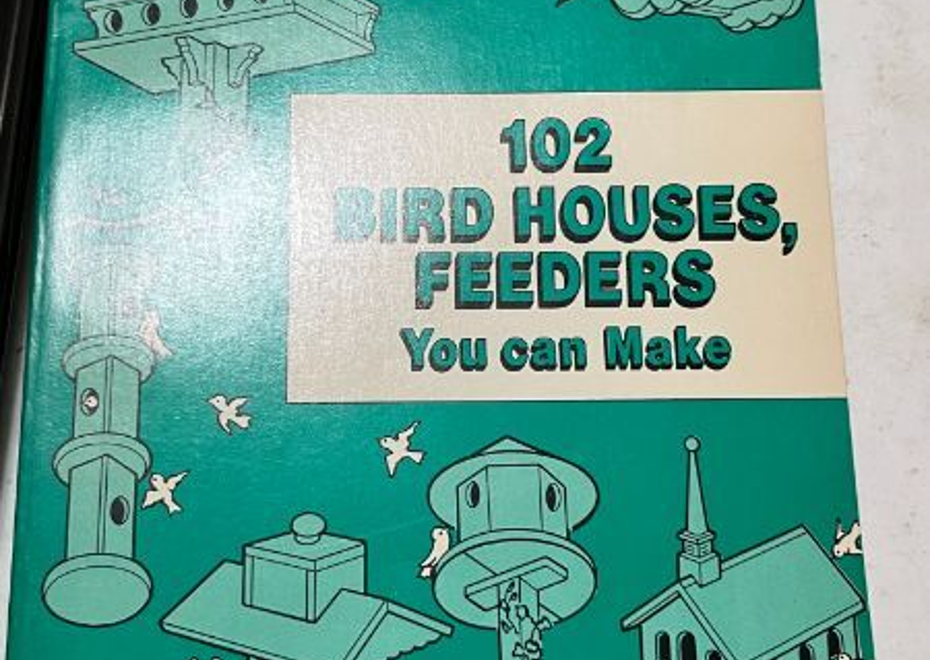 102
BIRD HOUSES,
FEEDERS
You can Make